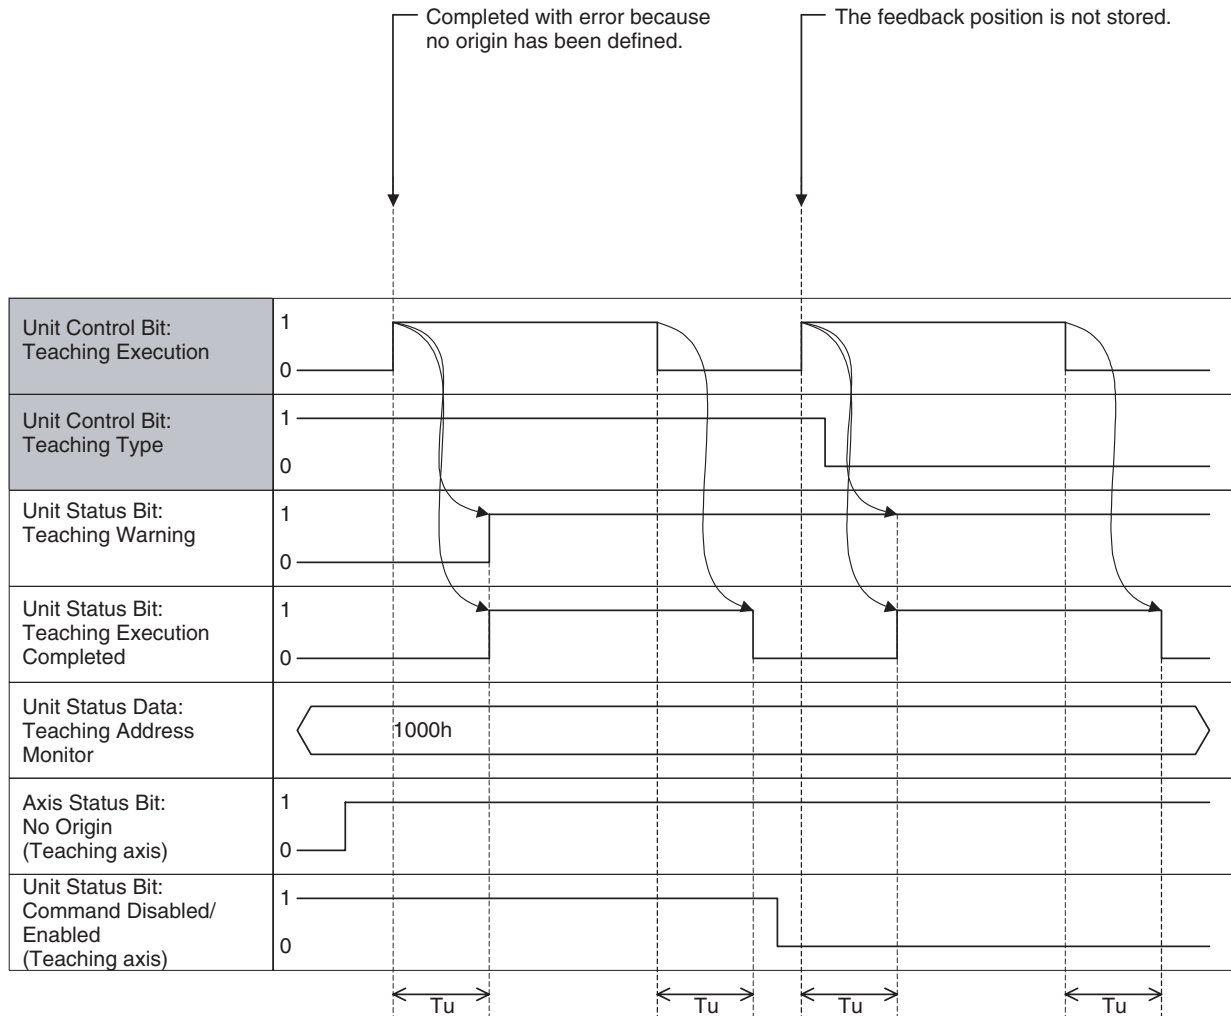 Completed with error because
no origin has been defined.
The feedback position is not stored.
Unit Control Bit:
Teaching Execution
1
0
Unit Control Bit:
Teaching Type
1
0
Unit Status Bit:
Teaching Warning
1
0
Unit Status Bit:
Teaching Execution
Completed
1
0
Unit Status Data:
Teaching Address
Monitor
1000h
Axis Status Bit:
No Origin
(Teaching axis)
1
0
Unit Status Bit:
Command Disabled/
Enabled
(Teaching axis)
1
0
Tu
Tu
Tu
Tu